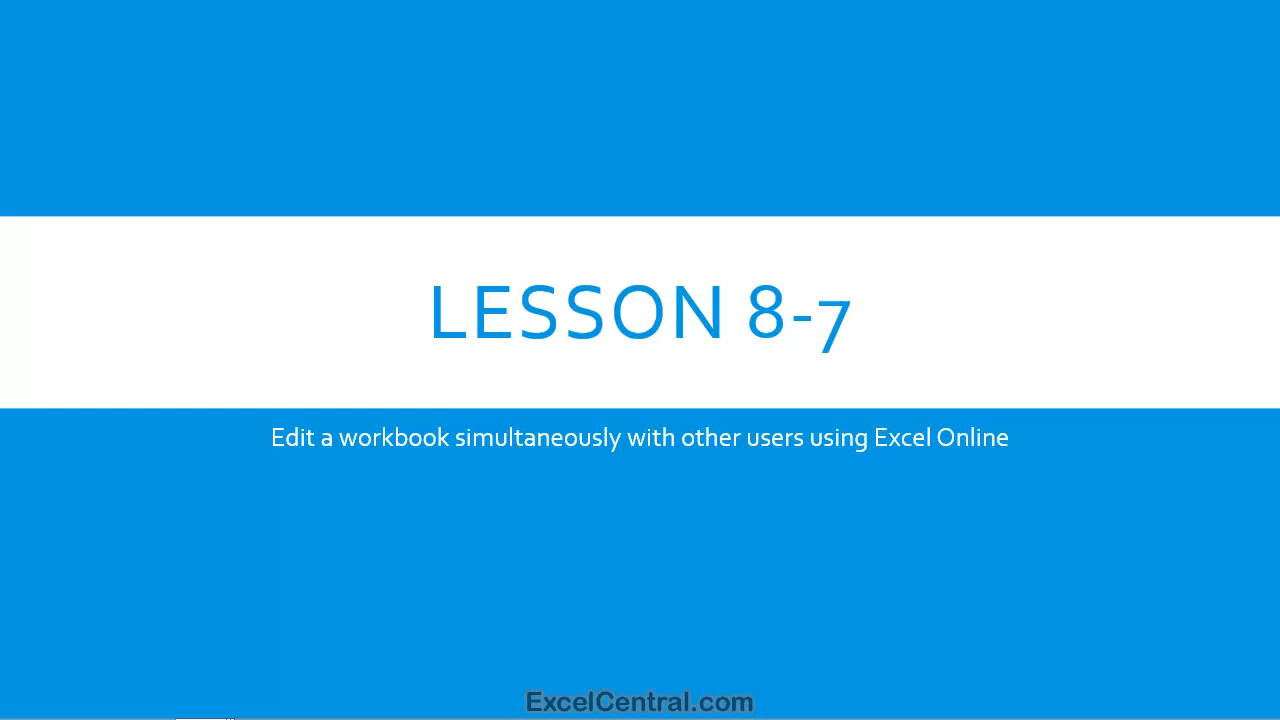 LESSON 8-7
Edit a workbook simultaneously with other users using Excel Online
ExcelCentral.com